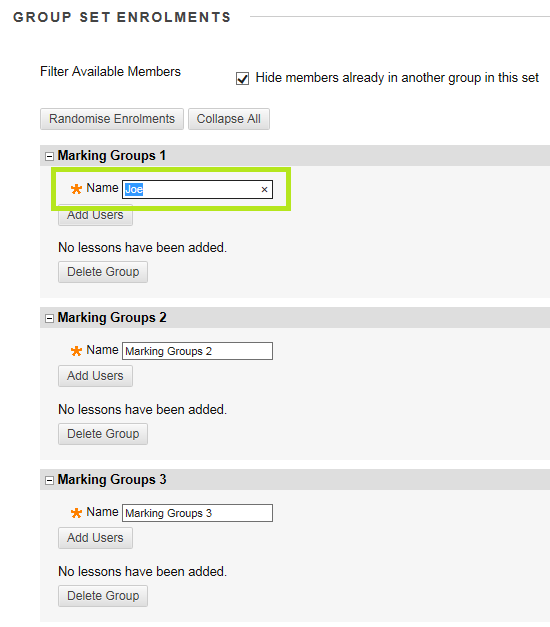 GROUP SET ENROLMENTS
Filter Available Members
Hide members already in another group in this set
Randomise Enrolments Collapse All
Marking Groups 1
Name Joe ×
Add Users
No lessons have been added.
Delete Group
Marking Groups 2
Name Marking Groups 2
Add Users
No lessons have been added.
Delete Group
Marking Groups 3
Name Marking Groups 3
Add Users
No lessons have been added.
Delete Group